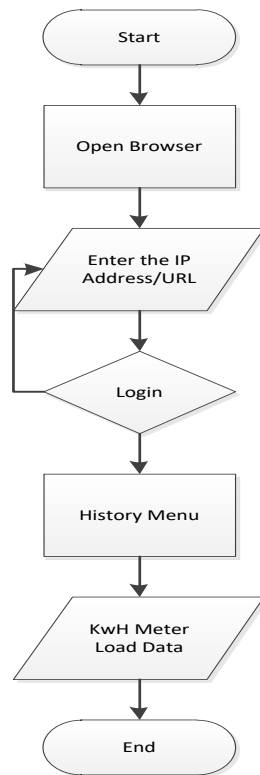 Start
Open Browser
Enter the IP
Address/URL
Login
History Menu
KwH Meter
Load Data
End